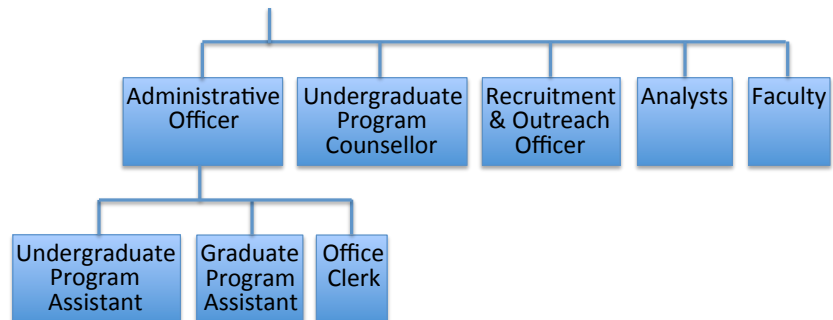 Administrative
Officer
Undergraduate
Program
Counsellor
Recruitment
& Outreach
Officer
Analysts
Faculty
Undergraduate
Program
Assistant
Graduate
Program
Assistant
Office
Clerk